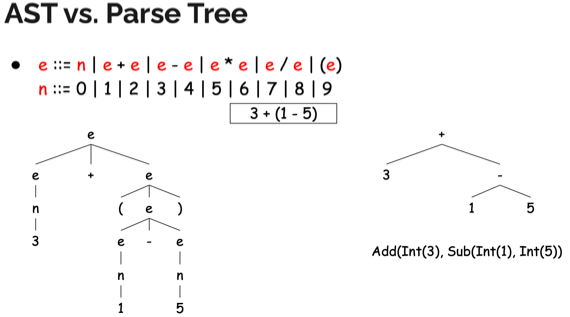 AST vs. Parse Tree
• e ::= n | e + e | e - e | e * e | e / e | (e)
n ::= 0 | 1 | 2 | 3 | 4 | 5 | 6 | 7 | 8 | 9
3 + (1 - 5)
e +
e + e 3 -
n ( e ) 1 5
3 e - e
Add(Int(3), Sub(Int(1), Int(5))
n n
1 5